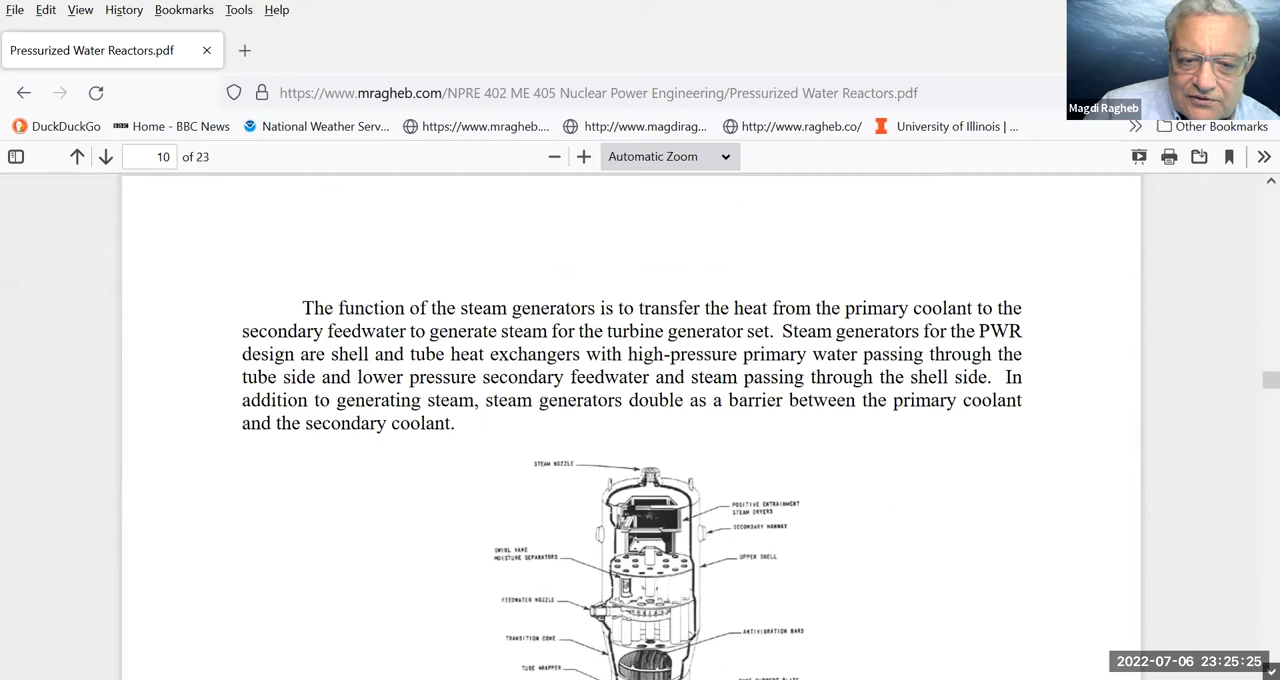 File Edit View History Bookmarks Tools Help
Pressurized Water Reactors.pdf
https://www.mragheb.com/NPRE 402 ME 405 Nuclear Power Engineering/Pressurized Water Reactors.pdf
Magdi Ragheb
DuckDuckGo BBC Home - BBC News National Weather Serv... https://www.mragheb.... http://www.magdirag... http://www.ragheb.co/ University of Illinois | ... Other Bookmarks
10 of 23 Automatic Zoom
The function of the steam generators is to transfer the heat from the primary coolant to the
secondary feedwater to generate steam for the turbine generator set. Steam generators for the PWR
design are shell and tube heat exchangers with high-pressure primary water passing through the
tube side and lower pressure secondary feedwater and steam passing through the shell side. In
addition to generating steam, steam generators double as a barrier between the primary coolant
and the secondary coolant.
STEAM NOZZLE
POSITIVE ENTRAINMENT
STEAM DRYERS
SECONDARY MANWAY
SWIRL VANE
MOISTURE SEPARATORS
UPPER SHELL
FEEDWATER NOZZLE
ANTIVIBRATION BARS
TRANSITION CONE
TUBE WRAPPER
2022-07-06 23:25:25